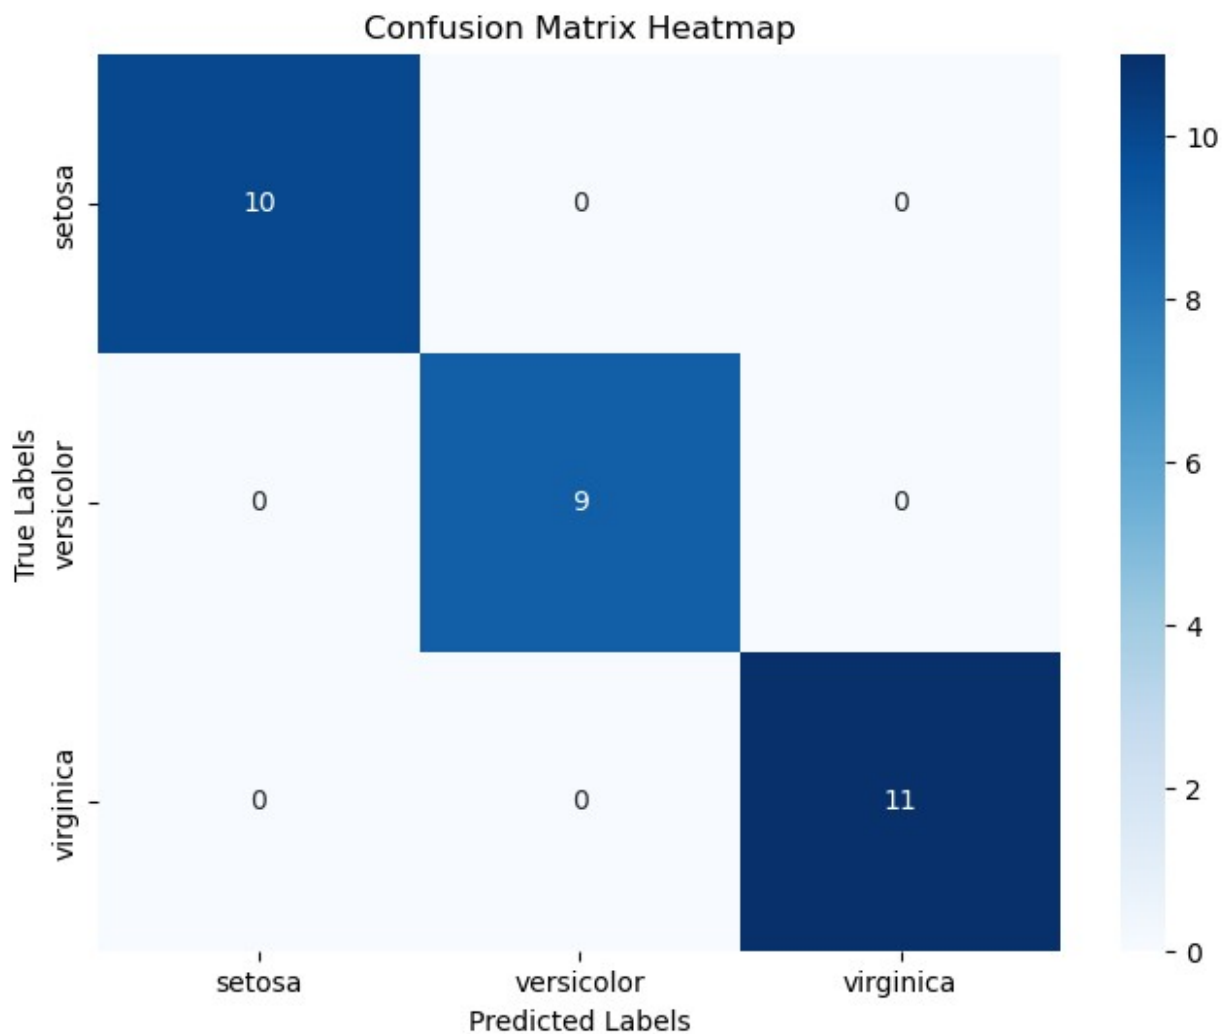 Confusion Matrix Heatmap
setosa
10
0
0
10
8
True Labels
versicolor
0
9
0
6
4
virginica
0
0
11
2
0
setosa versicolor virginica
Predicted Labels